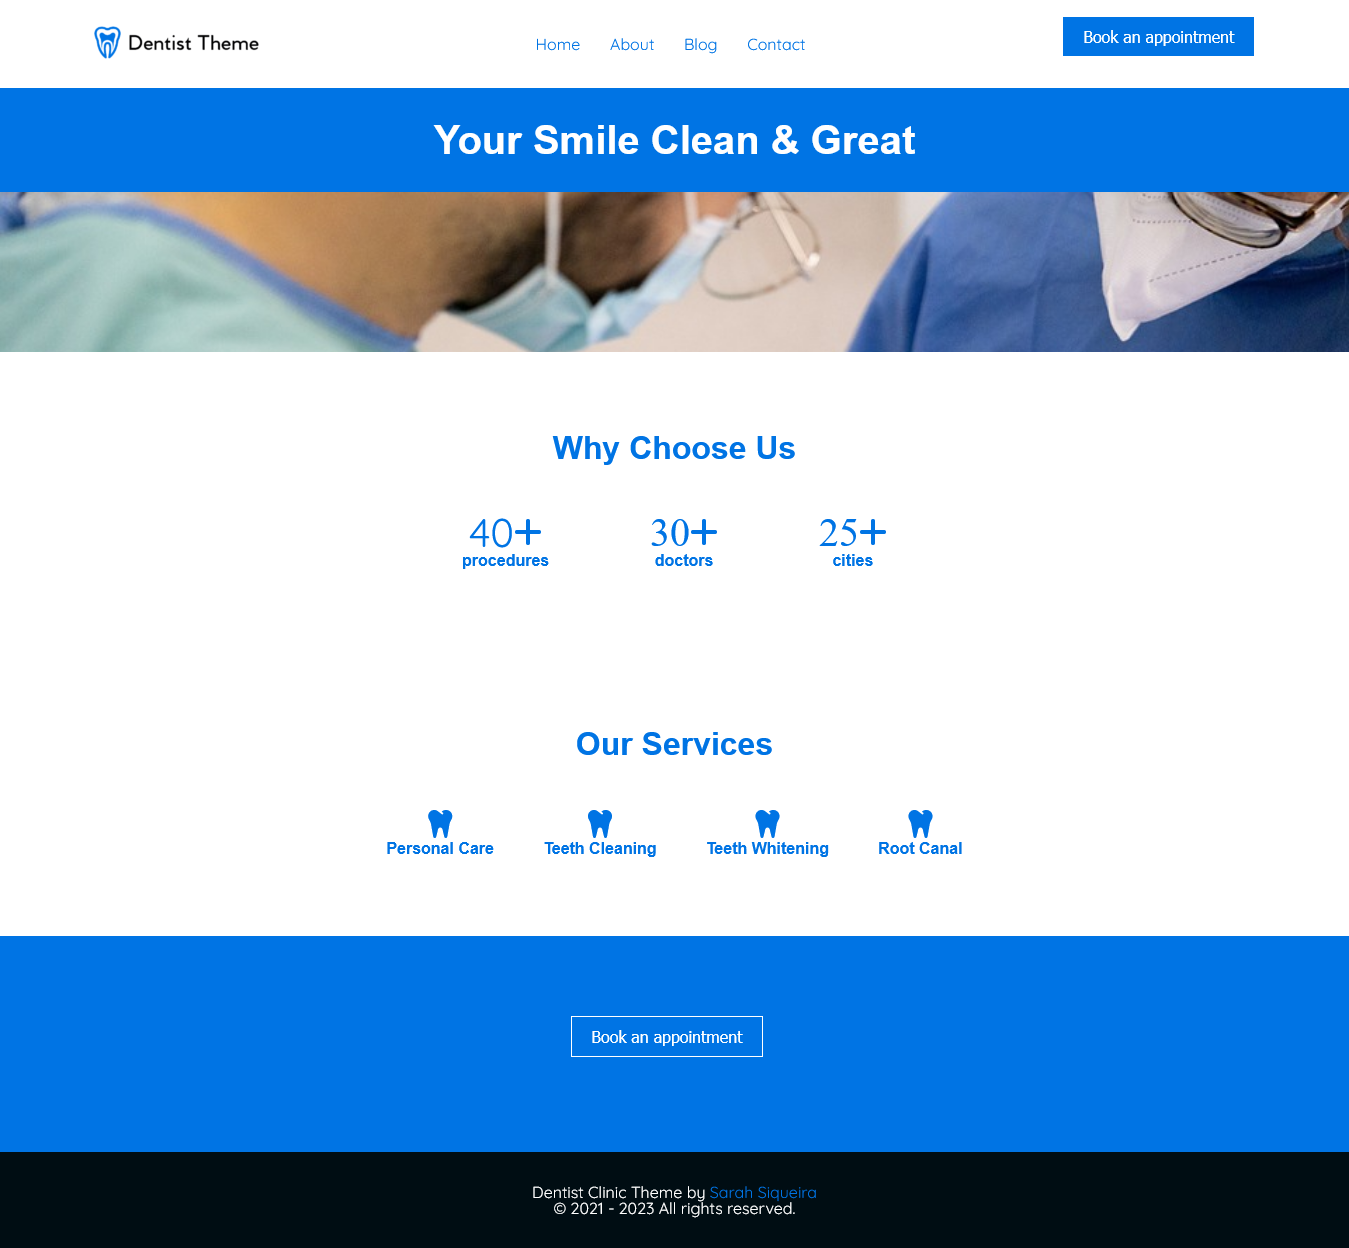 Dentist Theme
Home About Blog Contact
Book an appointment
Your Smile Clean & Great
Why Choose Us
40+ 30+ 25+
procedures doctors cities
Our Services
Personal Care Teeth Cleaning Teeth Whitening Root Canal
Book an appointment
Dentist Clinic Theme by Sarah Siqueira
© 2021 - 2023 All rights reserved.